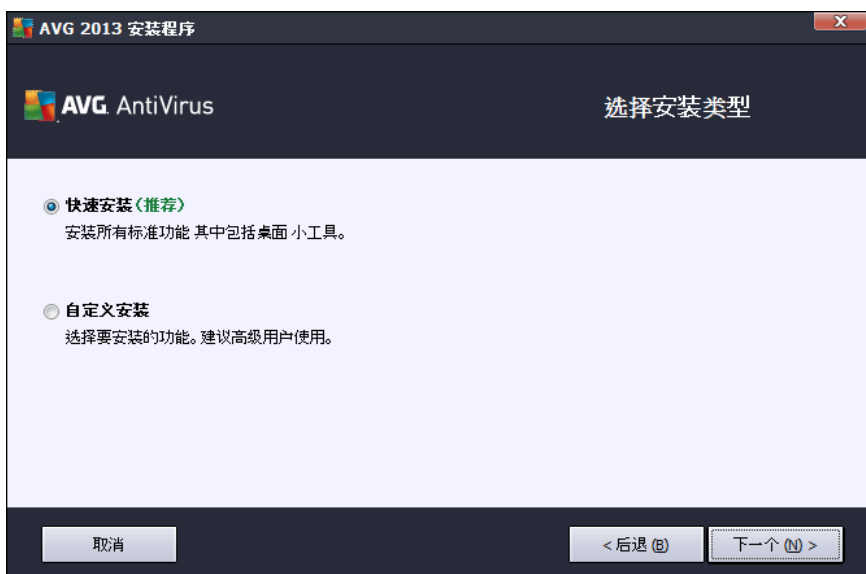 AVG 2013 安装程序
AVG. AntiVirus
选择安装类型
快速安装(推荐)
安装所有标准功能 其中包括桌面 小工具。
自定义安装
选择要安装的功能。建议高级用户使用。
取消
< 后退 (B)
下一个 (N) >